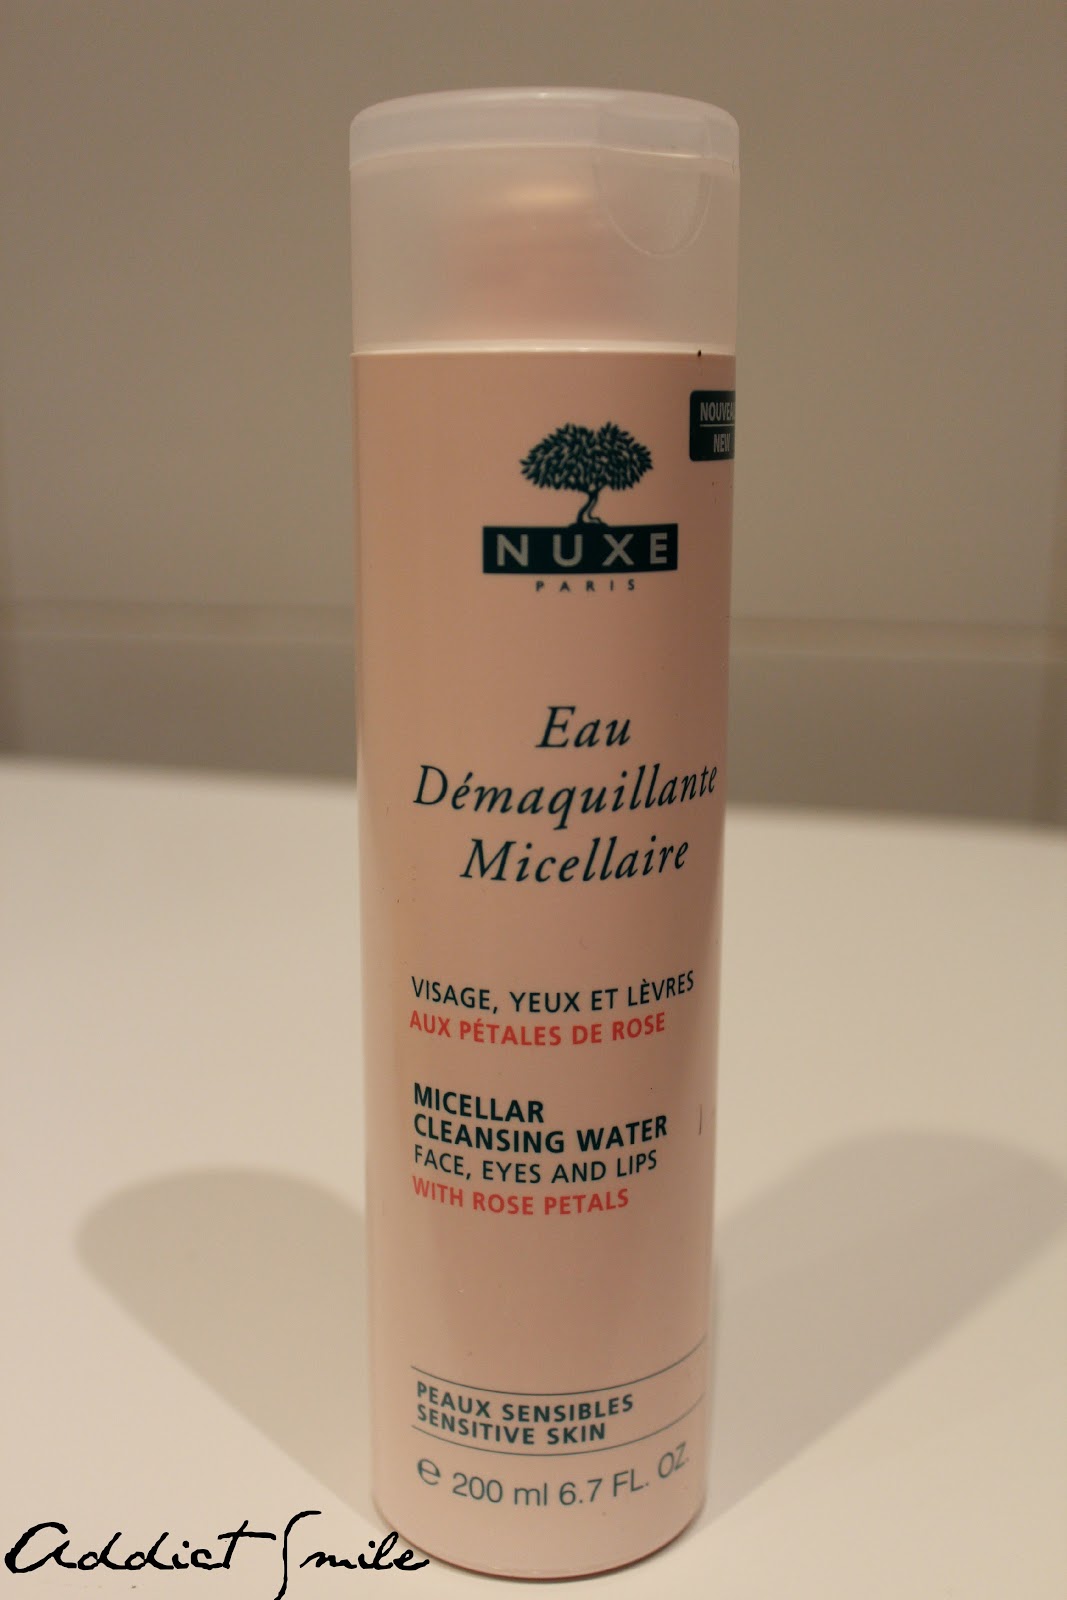 NOUVEAU
NEW
NUXE
PARIS
Eau
Démaquillante
Micellaire
VISAGE, YEUX ET LÈVRES
AUX PÉTALES DE ROSE
MICELLAR
CLEANSING WATER
FACE, EYES AND LIPS
WITH ROSE PETALS
PEAUX SENSIBLES
SENSITIVE SKIN
℮ 200 ml 6.7 FL. OZ.
Addict Smile